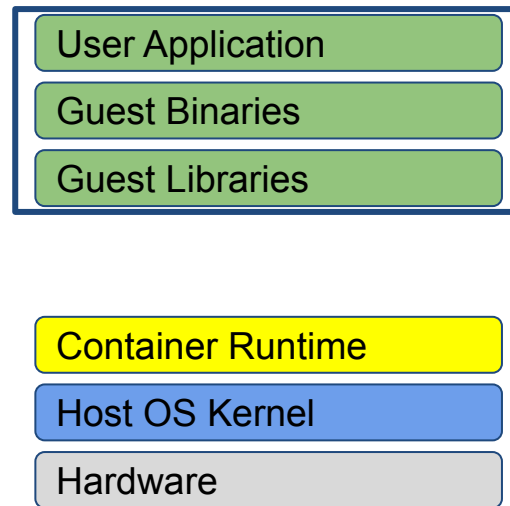 User Application
Guest Binaries
Guest Libraries
Container Runtime
Host OS Kernel
Hardware